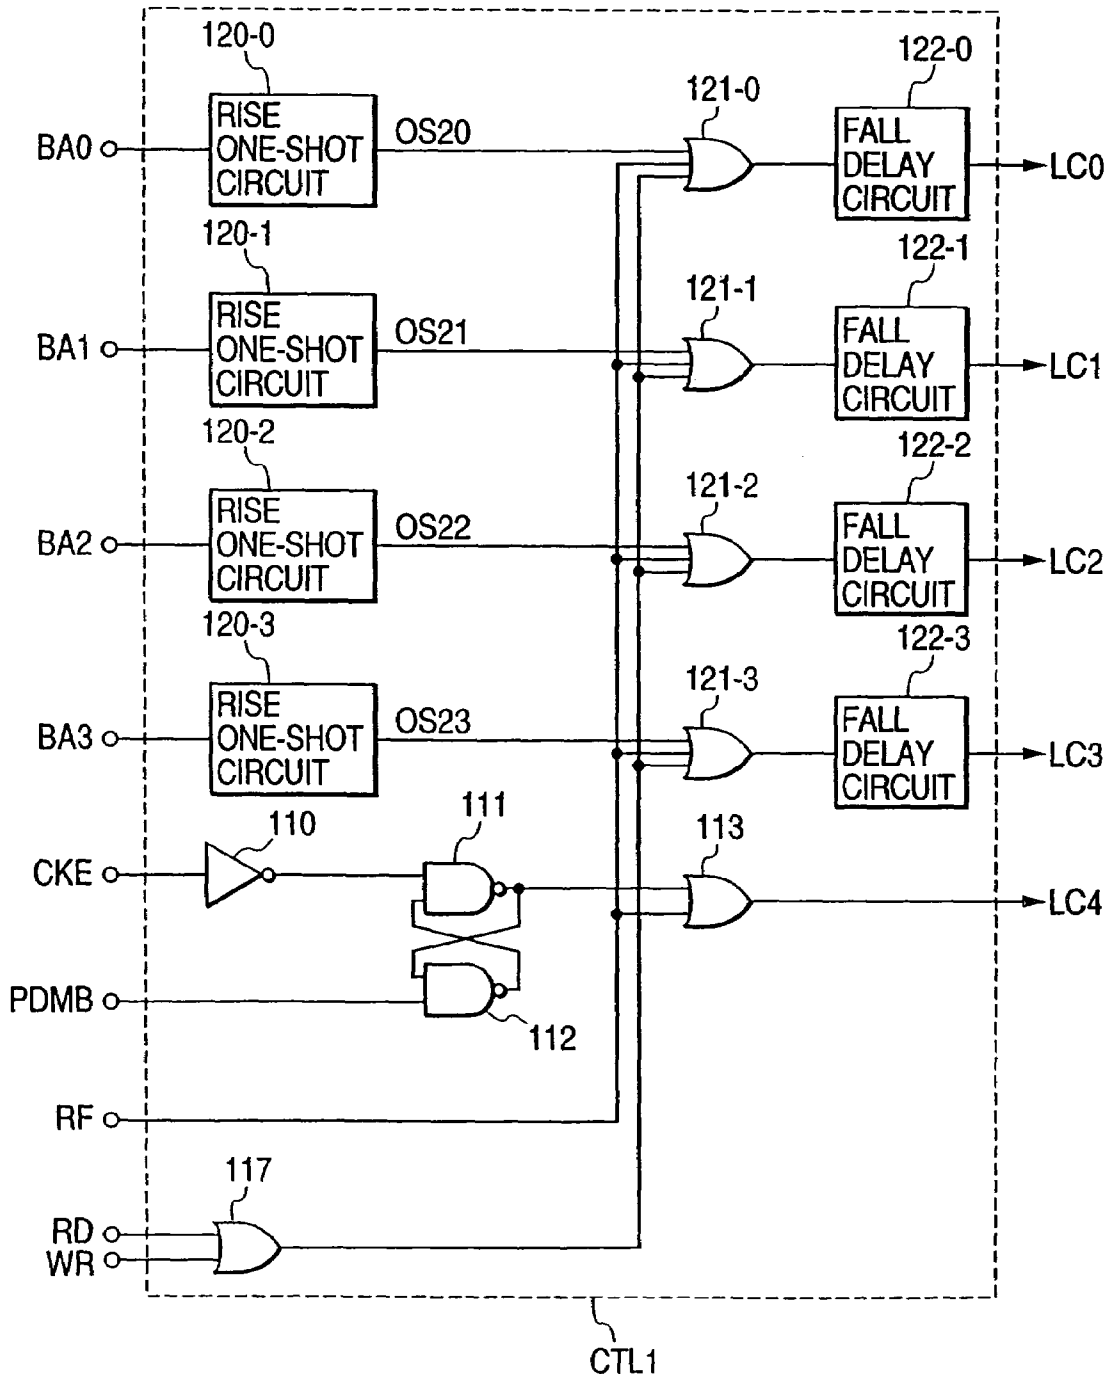 120-0
122-0
121-0
RISE
ONE-SHOT
CIRCUIT
OS20
FALL
DELAY
CIRCUIT
BA0
LC0
120-1
122-1
121-1
RISE
ONE-SHOT
CIRCUIT
OS21
FALL
DELAY
CIRCUIT
BA1
LC1
120-2
122-2
121-2
RISE
ONE-SHOT
CIRCUIT
OS22
FALL
DELAY
CIRCUIT
BA2
LC2
120-3
122-3
121-3
RISE
ONE-SHOT
CIRCUIT
OS23
FALL
DELAY
CIRCUIT
BA3
LC3
110
111
113
CKE
LC4
PDMB
112
RF
117
RD
WR
CTL1